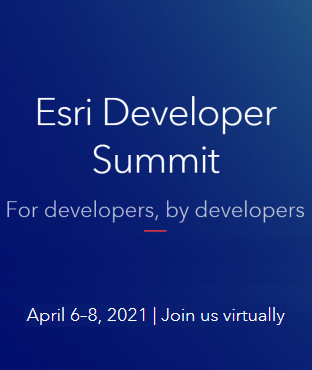 Esri Developer
Summit
For developers, by developers
April 6–8, 2021 | Join us virtually